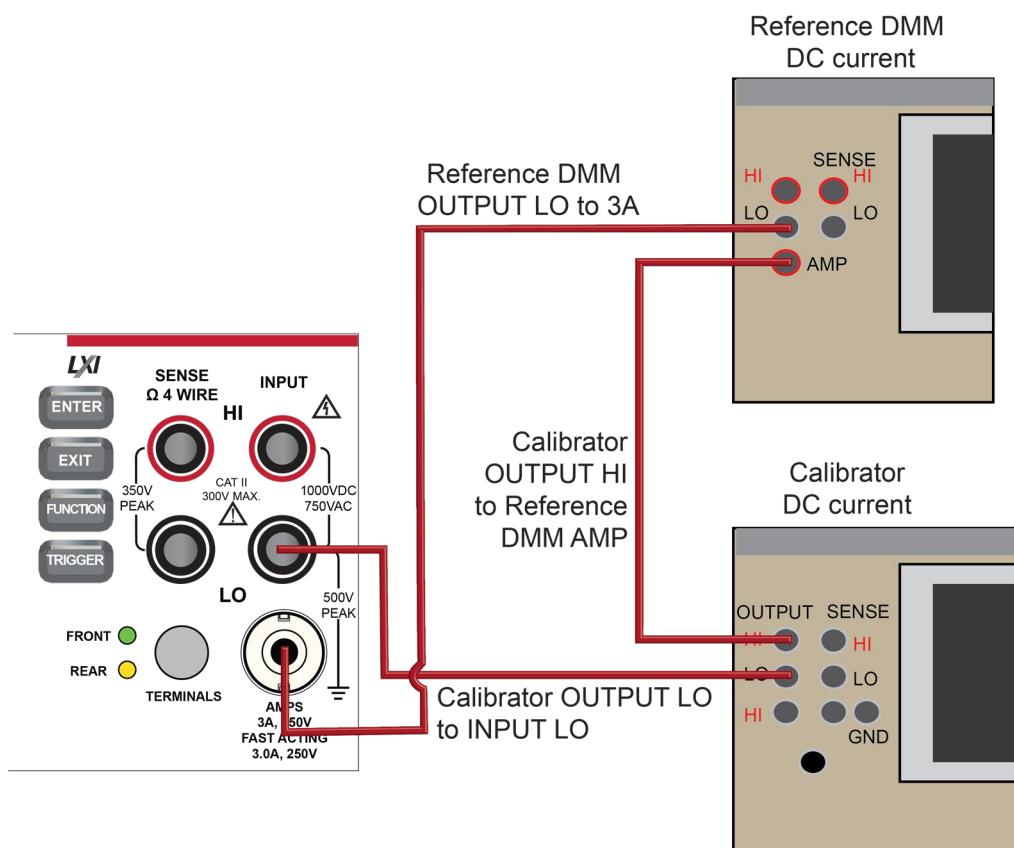 Reference DMM
DC current
SENSE
HI
HI
LO
LO
AMP
Reference DMM
OUTPUT LO to 3A
LXI
ENTER
EXIT
FUNCTION
TRIGGER
SENSE
Ω 4 WIRE
INPUT
HI
350V
PEAK
CAT II
300V MAX.
1000VDC
750VAC
LO
500V
PEAK
FRONT
REAR
TERMINALS
AMPS
3A, 250V
FAST ACTING
3.0A, 250V
Calibrator
OUTPUT HI
to Reference
DMM AMP
Calibrator OUTPUT LO
to INPUT LO
Calibrator
DC current
OUTPUT
SENSE
HI
HI
LO
LO
HI
GND